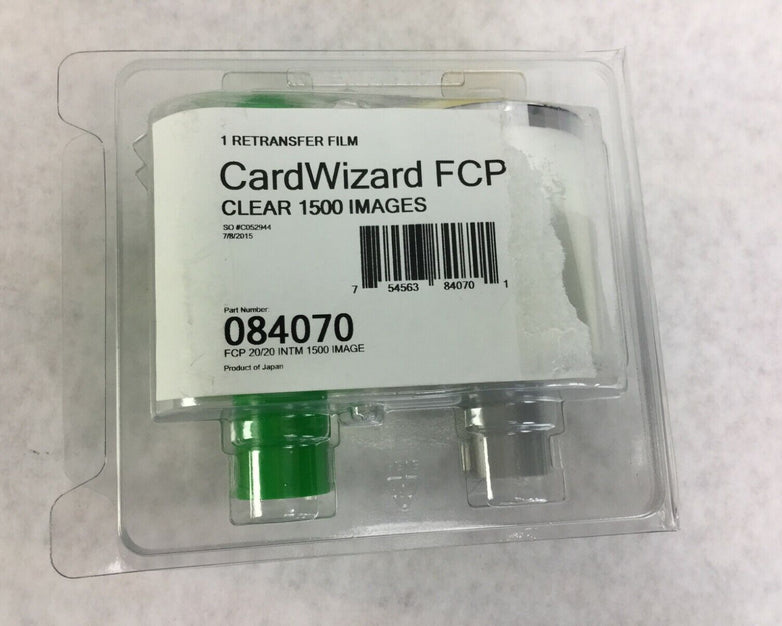 1 RETRANSFER FILM
CardWizard FCP
CLEAR 1500 IMAGES
SO #C052944
7/8/2015
7 54563 84070 1
Part Number:
084070
FCP 20/20 INTM 1500 IMAGE
Product of Japan